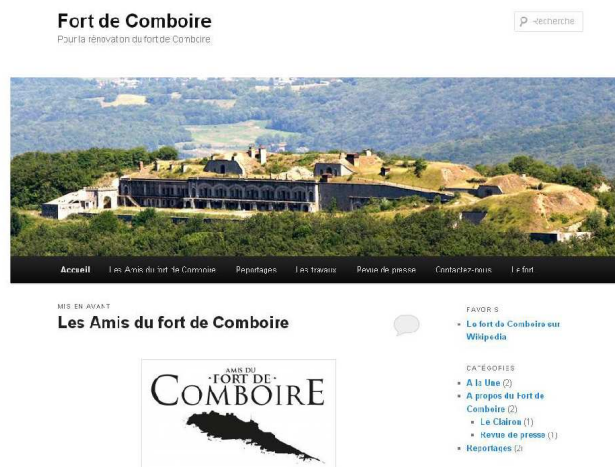 Fort de Comboire
Pour la rénovation du fort de Comboire
Recherche
Accueil Les Amis du fort de Comboire Reportages Les travaux Revue de presse Contactez-nous Le fort
MIS EN AVANT
Les Amis du fort de Comboire
AMIS DU
·FORT DE·
COMBOIRE
FAVORIS
Le fort de Comboire sur
Wikipedia
CATÉGORIES
A la Une (2)
A propos du Fort de
Comboire (2)
Le Clairon (1)
Revue de presse (1)
Reportages (2)